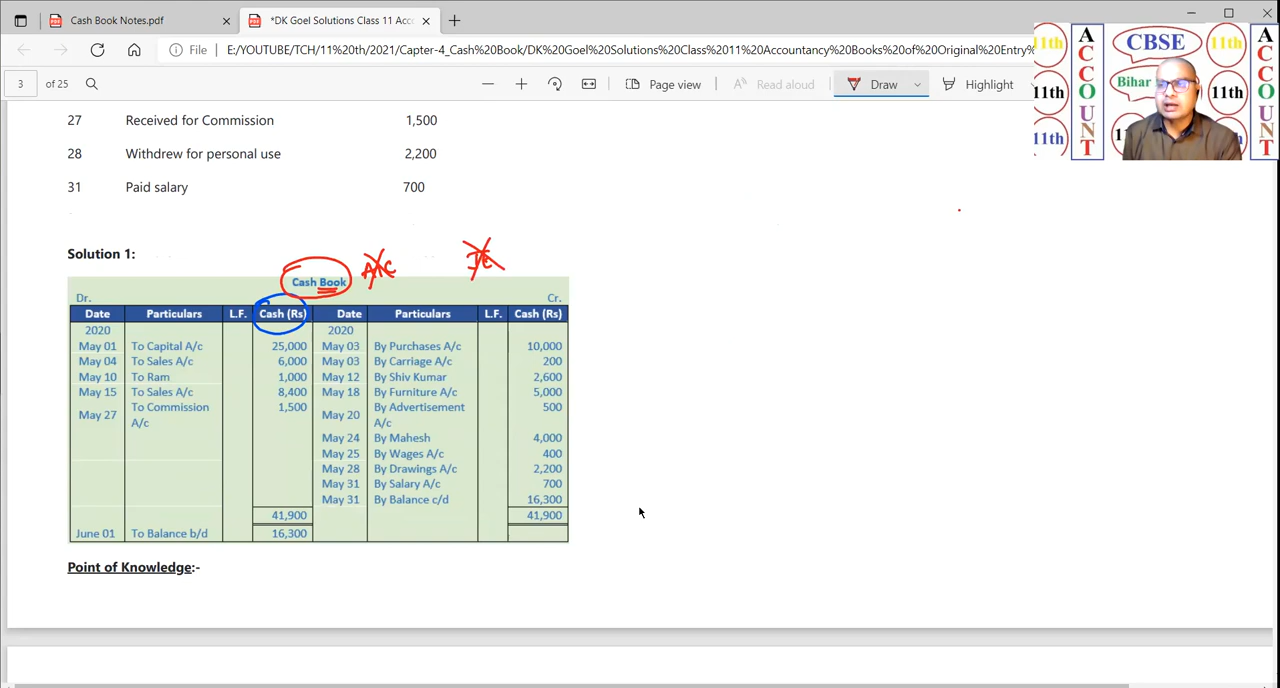 Cash Book Notes.pdf
*DK Goel Solutions Class 11 Acc
File E:/YOUTUBE/TCH/11%20th/2021/Capter-4_Cash%20Book/DK%20Goel%20Solutions%20Class%2011%20Accountancy%20Books%20of%20Original%20Entry
3 of 25 Page view Read aloud Draw Highlight
11th A CBSE 11th A
C C
C Bihar C
11th O 11th O
U U
N N
11th T 11th T
27 Received for Commission 1,500
28 Withdrew for personal use 2,200
31 Paid salary 700
Solution 1:
Cash Book A/c
Dr. Cr.
Date Particulars L.F. Cash (Rs) Date Particulars L.F. Cash (Rs)
2020 2020
May 01 To Capital A/c 25,000 May 03 By Purchases A/c 10,000
May 04 To Sales A/c 6,000 May 03 By Carriage A/c 200
May 10 To Ram 1,000 May 12 By Shiv Kumar 2,600
May 15 To Sales A/c 8,400 May 18 By Furniture A/c 5,000
May 27 To Commission 1,500 May 20 By Advertisement 500
A/c A/c
May 24 By Mahesh 4,000
May 25 By Wages A/c 400
May 28 By Drawings A/c 2,200
May 31 By Salary A/c 700
May 31 By Balance c/d 16,300
41,900 41,900
June 01 To Balance b/d 16,300
Point of Knowledge:-